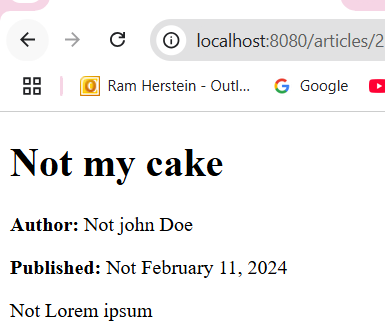 localhost:8080/articles/2
Ram Herstein - Outl...
Google
Not my cake
Author: Not john Doe
Published: Not February 11, 2024
Not Lorem ipsum